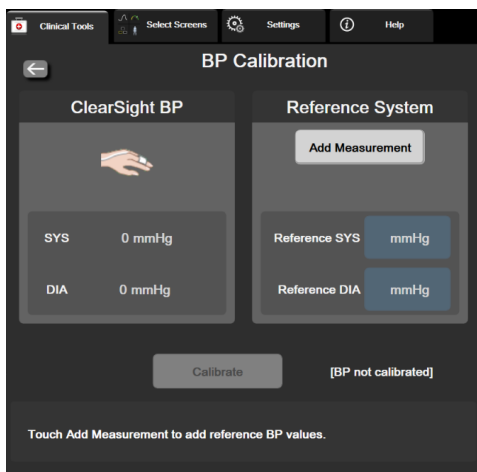 Clinical Tools
Select Screens
Settings
Help
BP Calibration
ClearSight BP
Reference System
Add Measurement
SYS 0 mmHg
Reference SYS mmHg
DIA 0 mmHg
Reference DIA mmHg
Calibrate
[BP not calibrated]
Touch Add Measurement to add reference BP values.